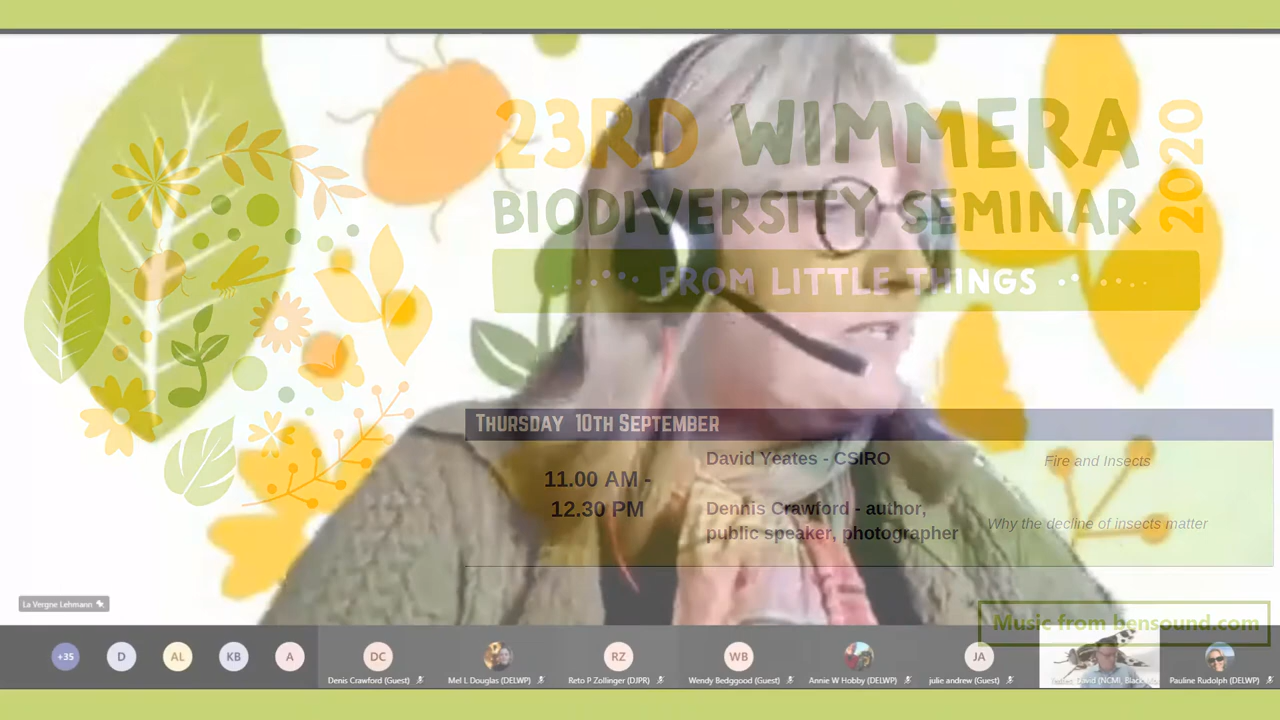 23RD WIMMERA
2020
BIODIVERSITY SEMINAR
FROM LITTLE THINGS
THURSDAY 10TH SEPTEMBER
David Yeates - CSIRO
Fire and Insects
11.00 AM -
12.30 PM
Dennis Crawford - author,
public speaker, photographer
Why the decline of insects matter
La Vergne Lehmann
Music from bensound.com
+35
D
AL
KB
A
DC
RZ
WB
JA
Denis Crawford (Guest)
Mel L Douglas (DELWP)
Reto P Zollinger (DJPR)
Wendy Bedggood (Guest)
Annie W Hobby (DELWP)
julie andrew (Guest)
David (NCMI, Black
Pauline Rudolph (DELWP)